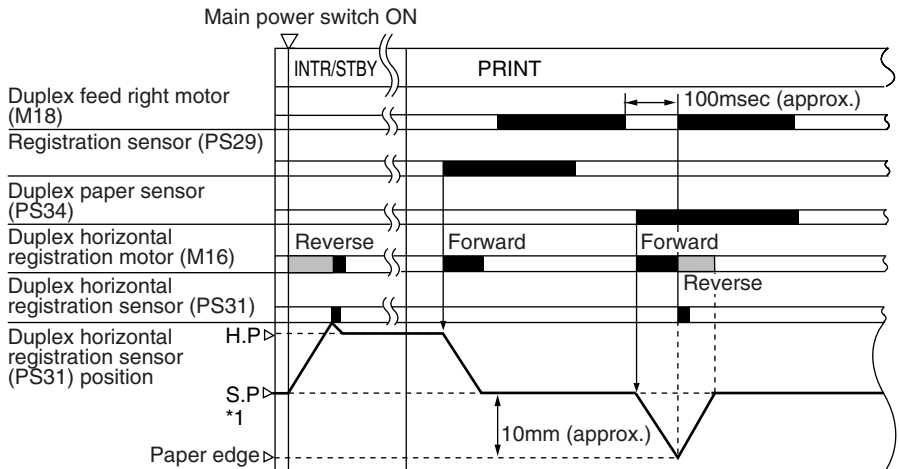 Main power switch ON
INTR/STBY
PRINT
Duplex feed right motor
(M18)
100msec (approx.)
Registration sensor (PS29)
Duplex paper sensor
(PS34)
Duplex horizontal
registration motor (M16)
Reverse
Forward
Forward
Reverse
Duplex horizontal
registration sensor (PS31)
Duplex horizontal
registration sensor
(PS31) position
H.P
S.P
*1
10mm (approx.)
Paper edge